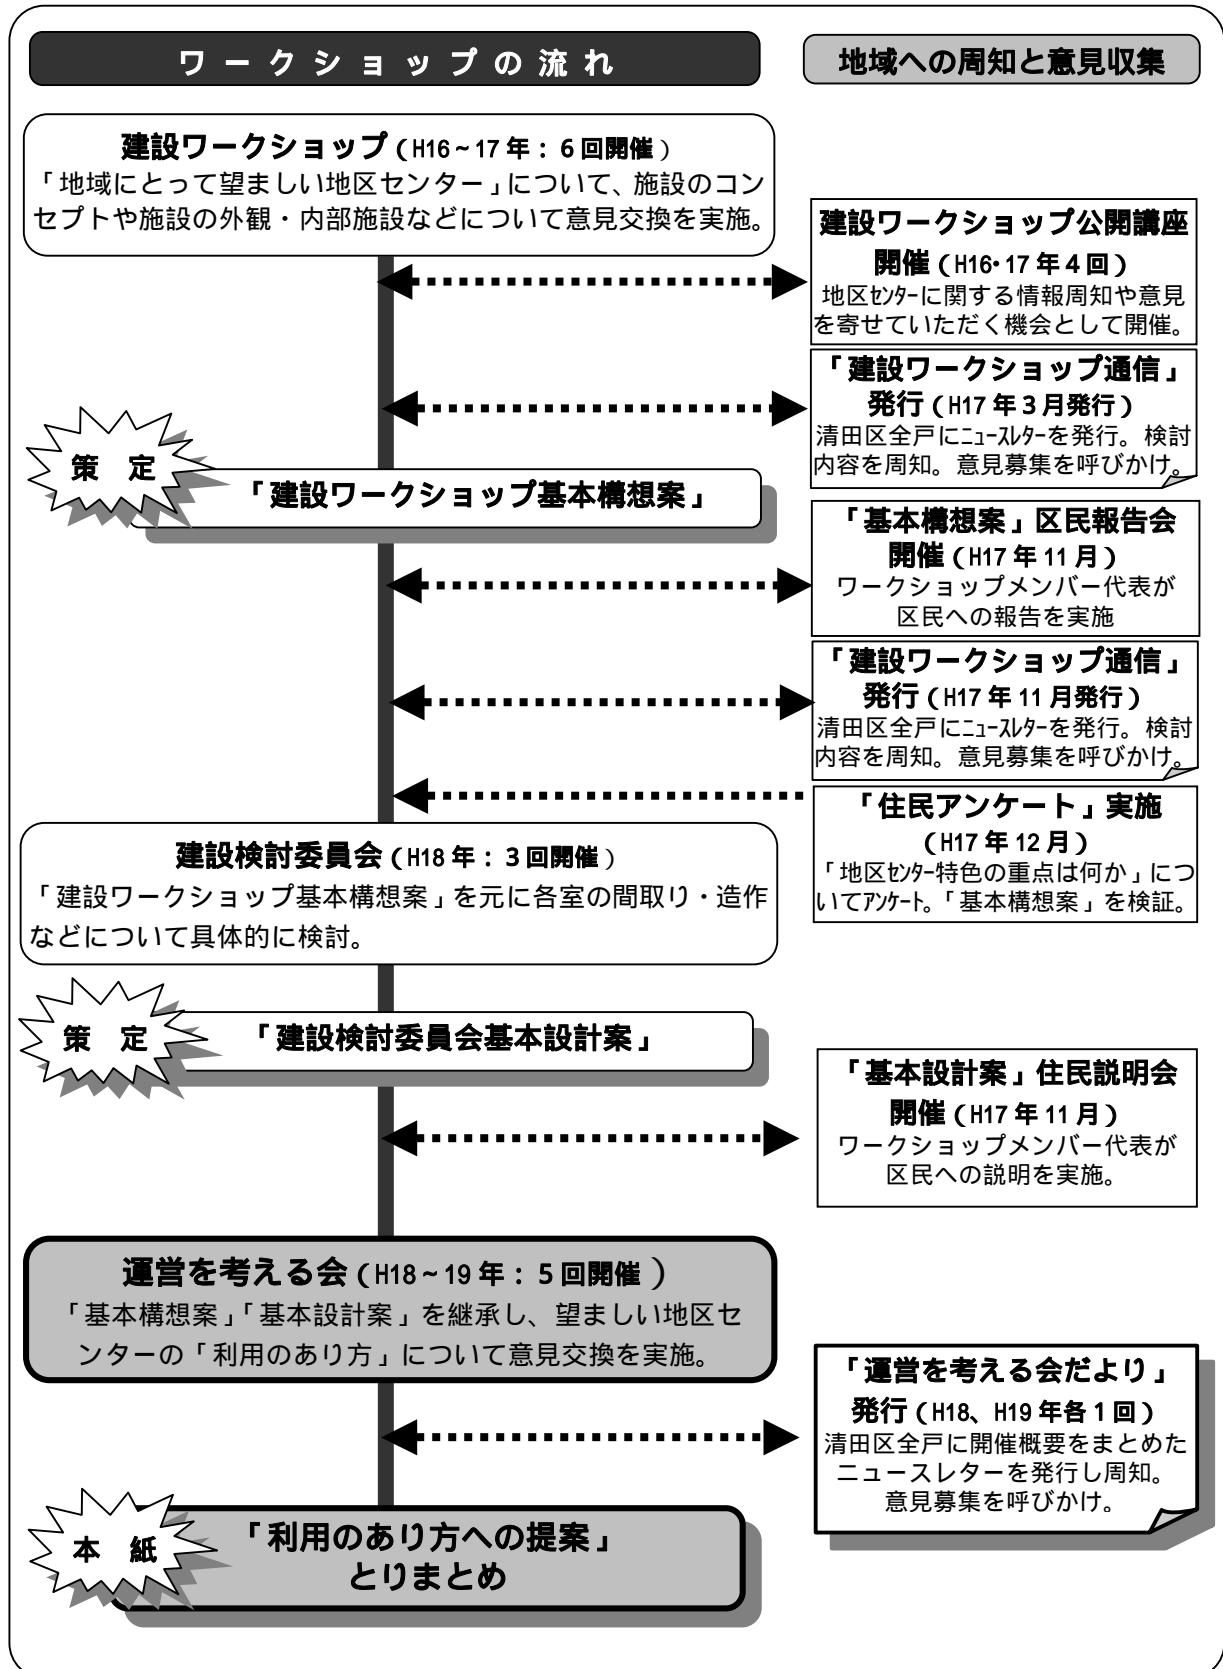 ワークショップの流れ
地域への周知と意見収集
建設ワークショップ（H16~17年：6回開催）
「地域にとって望ましい地区センター」について、施設のコン
セプトや施設の外観・内部施設などについて意見交換を実施。
建設ワークショップ公開講座
開催（H16・17年4回）
地区ｾﾝﾀｰに関する情報周知や意見
を寄せていただく機会として開催。
「建設ワークショップ通信」
発行（H17年3月発行）
清田区全戸にﾆｭｰｽﾚﾀｰを発行。検討
内容を周知。意見募集を呼びかけ。
策 定
「建設ワークショップ基本構想案」
「基本構想案」区民報告会
開催（H17年11月）
ワークショップメンバー代表が
区民への報告を実施
「建設ワークショップ通信」
発行（H17年11月発行）
清田区全戸にﾆｭｰｽﾚﾀｰを発行。検討
内容を周知。意見募集を呼びかけ。
「住民アンケート」実施
（H17年12月）
「地区ｾﾝﾀｰ特色の重点は何か」につ
いてｱﾝｹｰﾄ。「基本構想案」を検証。
建設検討委員会（H18年：3回開催）
「建設ワークショップ基本構想案」を元に各室の間取り・造作
などについて具体的に検討。
策 定
「建設検討委員会基本設計案」
「基本設計案」住民説明会
開催（H17年11月）
ワークショップメンバー代表が
区民への説明を実施。
運営を考える会（H18~19年：5回開催）
「基本構想案」「基本設計案」を継承し、望ましい地区セ
ンターの「利用のあり方」について意見交換を実施。
「運営を考える会だより」
発行（H18、H19年各1回）
清田区全戸に開催概要をまとめた
ニュースレターを発行し周知。
意見募集を呼びかけ。
本 紙
「利用のあり方への提案」
とりまとめ